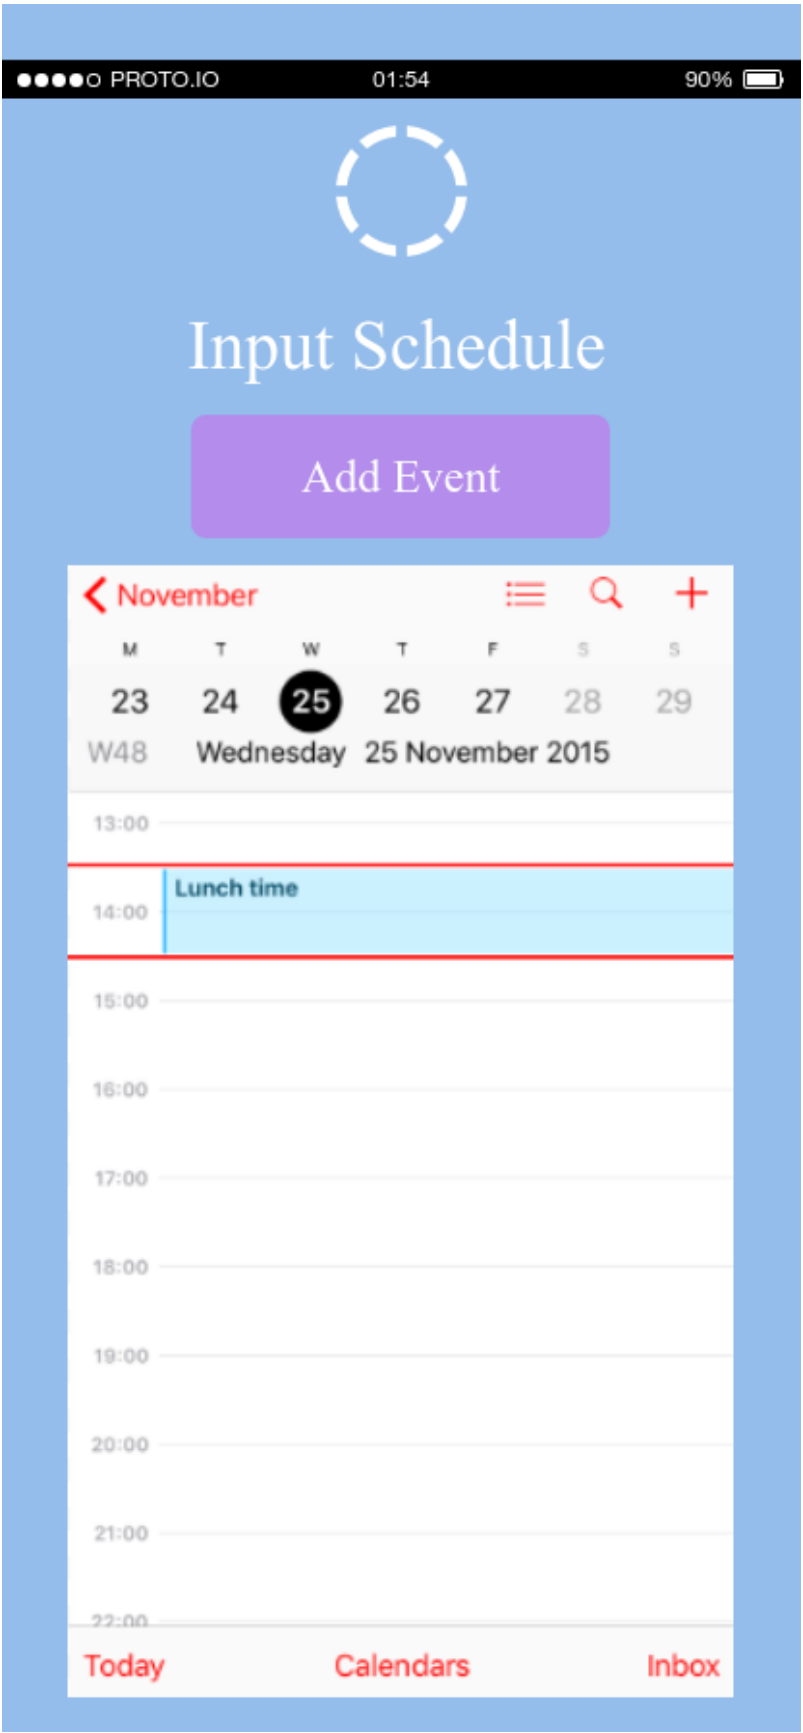 PROTO.IO 01:54 90%
Input Schedule
Add Event
November
M T W T F S S
23 24 25 26 27 28 29
W48 Wednesday 25 November 2015
13:00
Lunch time
14:00
15:00
16:00
17:00
18:00
19:00
20:00
21:00
22:00
Today Calendars Inbox